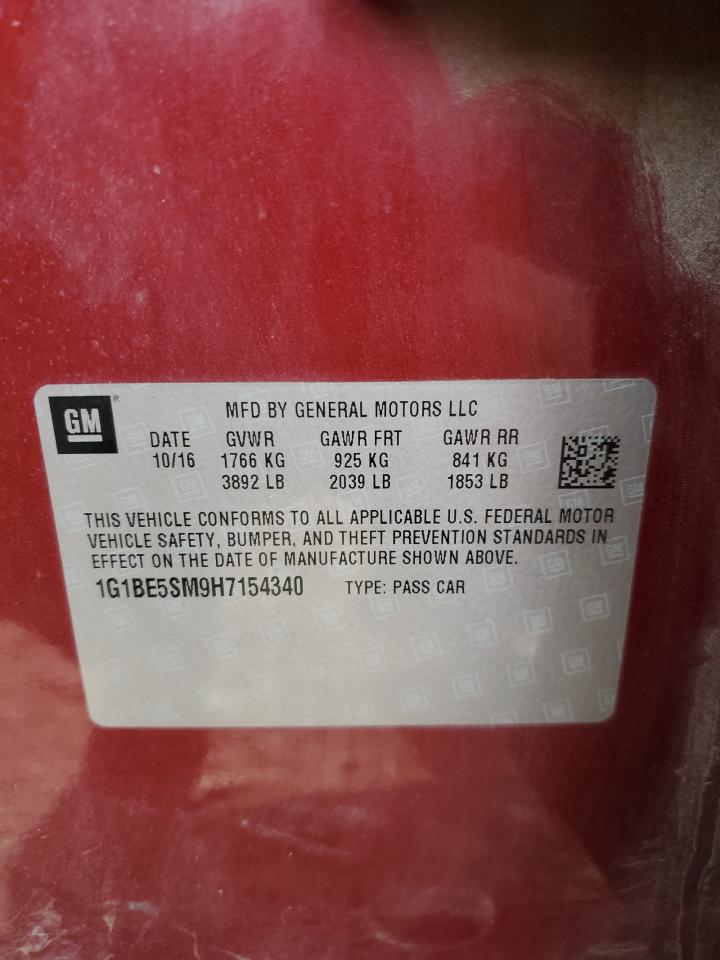 GM®
MFD BY GENERAL MOTORS LLC
DATE GVWR GAWR FRT GAWR RR
10/16 1766 KG 925 KG 841 KG
3892 LB 2039 LB 1853 LB
THIS VEHICLE CONFORMS TO ALL APPLICABLE U.S. FEDERAL MOTOR
VEHICLE SAFETY, BUMPER, AND THEFT PREVENTION STANDARDS IN
EFFECT ON THE DATE OF MANUFACTURE SHOWN ABOVE.
1G1BE5SM9H7154340 TYPE: PASS CAR